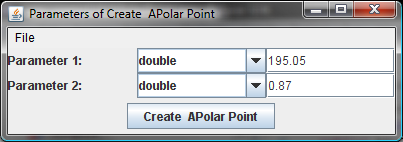 Parameters of Create APolar Point
File
Parameter 1: double 195.05
Parameter 2: double 0.87
Create APolar Point